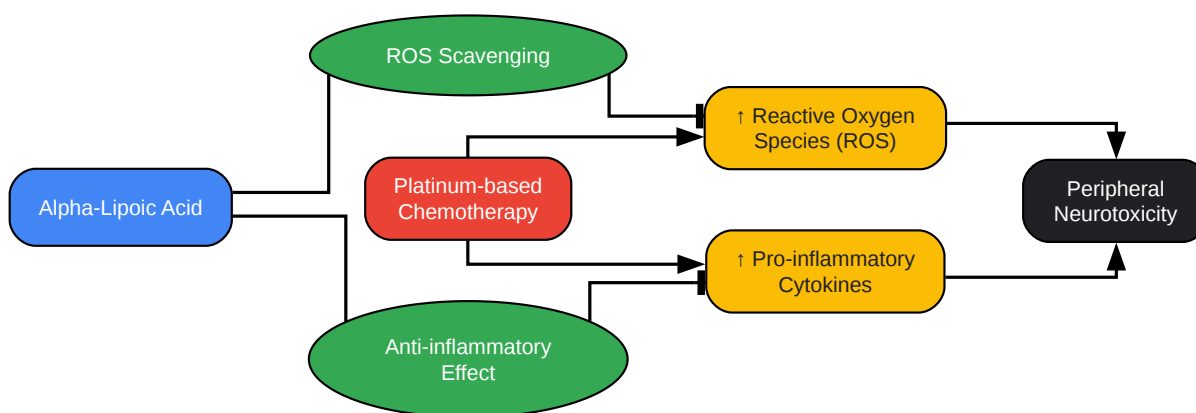 ROS Scavenging
↑ Reactive Oxygen
Species (ROS)
Alpha-Lipoic Acid
Platinum-based
Chemotherapy
Peripheral
Neurotoxicity
↑ Pro-inflammatory
Cytokines
Anti-inflammatory
Effect